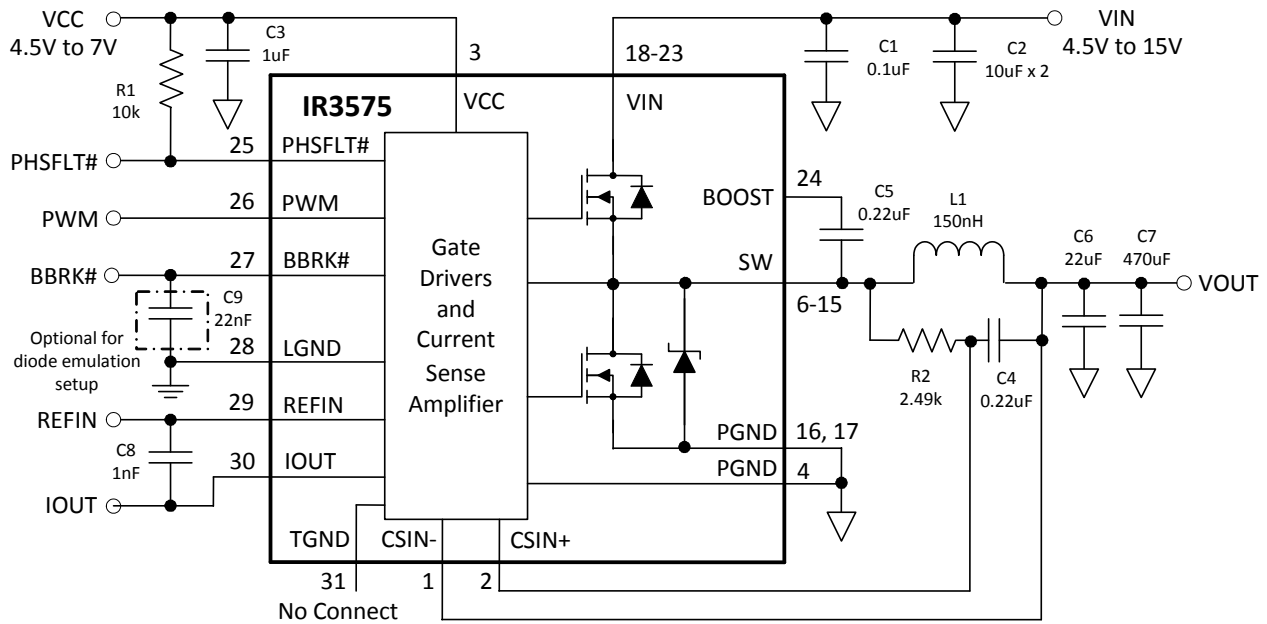 VCC
4.5V to 7V
C3
1uF
3
18-23
C1
0.1uF
C2
10uF x 2
VIN
4.5V to 15V
R1
10k
IR3575
VCC
VIN
25
PHSFLT#
PHSFLT#
26
PWM
PWM
27
BBRK#
BBRK#
C9
22nF
Optional for
diode emulation
setup
28
LGND
29
REFIN
REFIN
C8
1nF
30
IOUT
IOUT
Gate
Drivers
and
Current
Sense
Amplifier
BOOST
24
C5
0.22uF
L1
150nH
SW
6-15
C6
22uF
C7
470uF
VOUT
R2
2.49k
C4
0.22uF
PGND
16, 17
PGND
4
TGND
CSIN-
CSIN+
31
1
2
No Connect